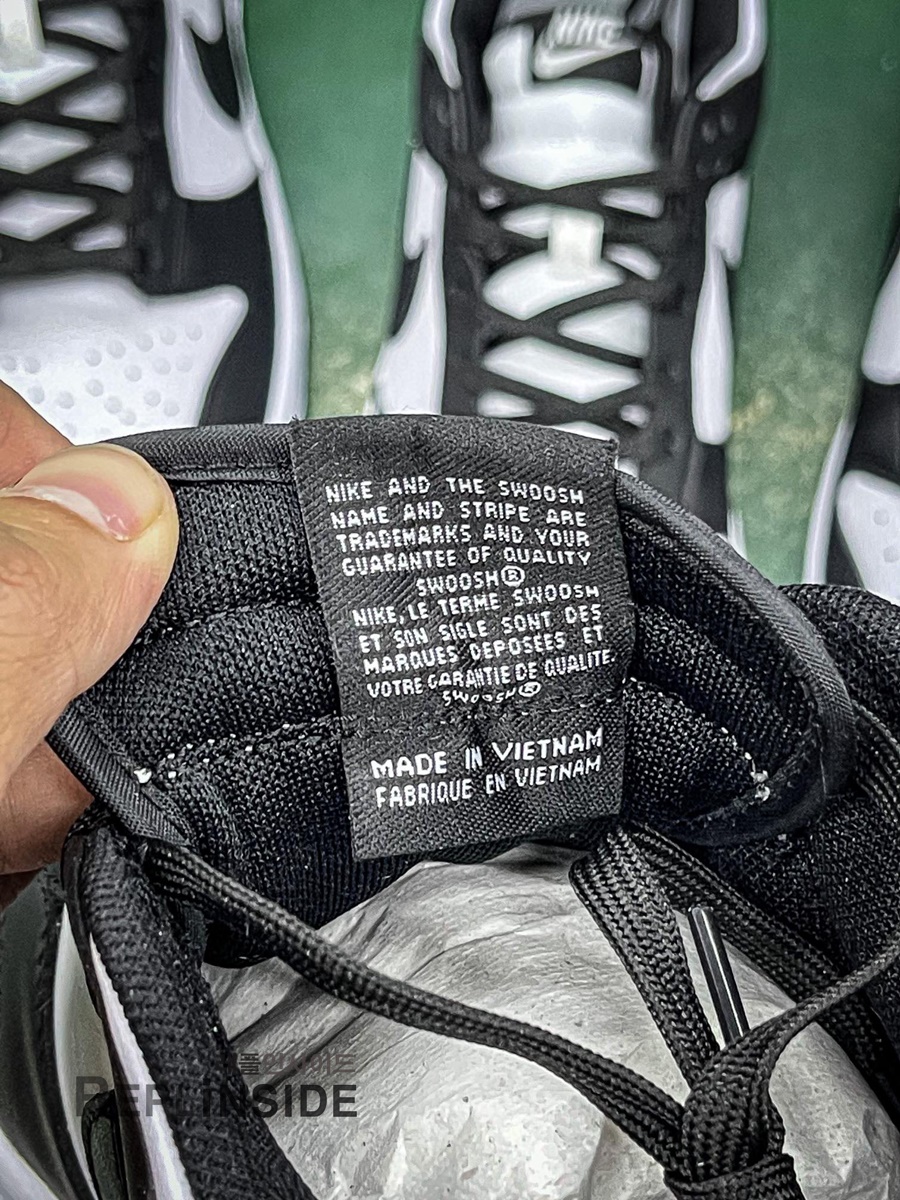 NIKE AND THE SWOOSH
NAME AND STRIPE ARE
TRADEMARKS AND YOUR
GUARANTEE OF QUALITY
SWOOSH®
NIKE, LE TERME SWOOSH
ET SON SIGLE SONT DES
MARQUES DEPOSEES ET
VOTRE GARANTIE DE QUALITE.
SWOOSH®
MADE IN VIETNAM
FABRIQUE EN VIETNAM
REPLINSIDE